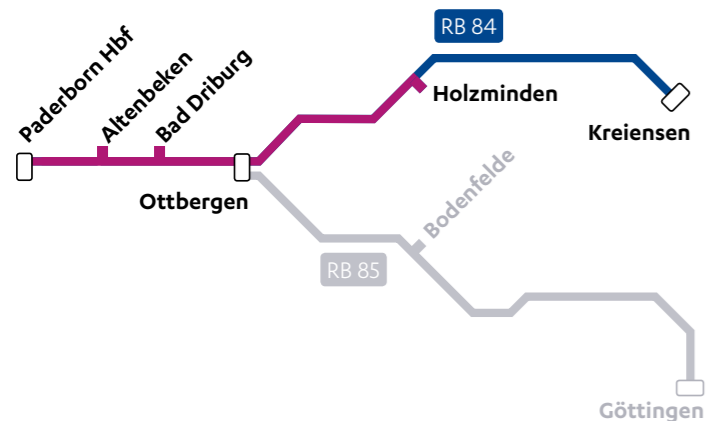 RB 84
Paderborn Hbf
Altenbeken
Bad Driburg
Holzminden
Kreiensen
Ottbergen
Bodenfelde
RB 85
Göttingen